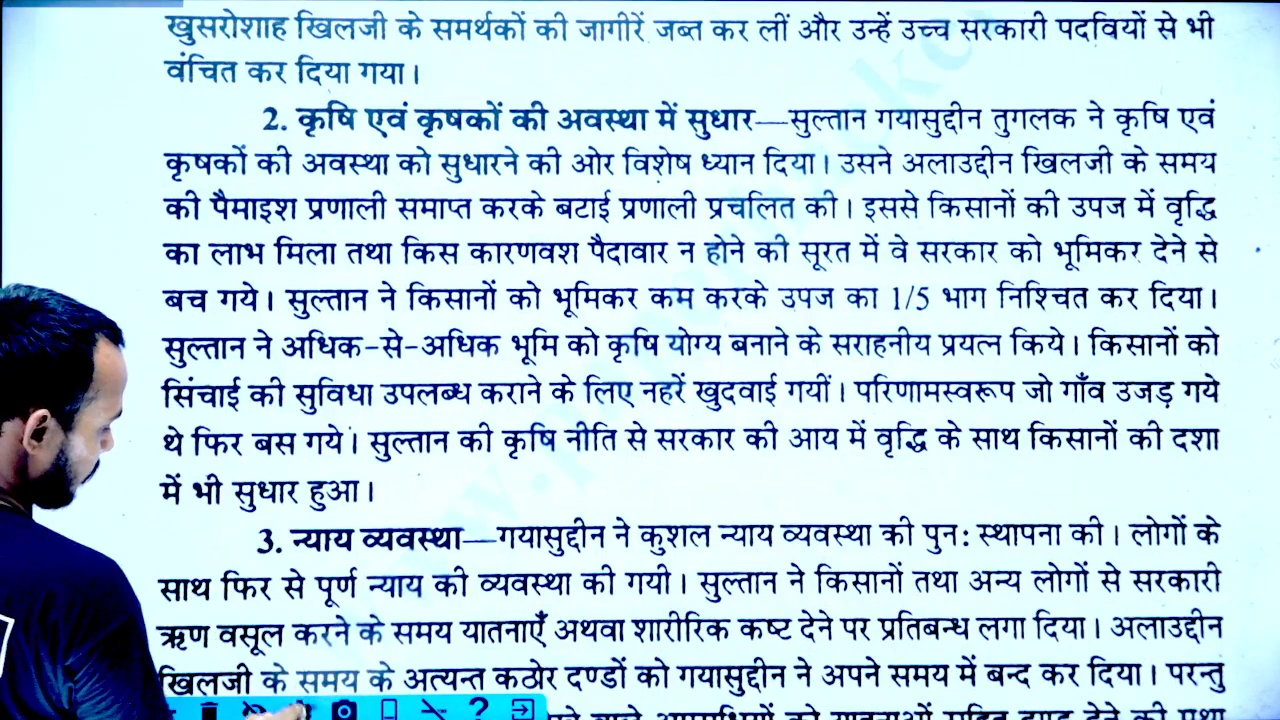 खुसरोशाह खिलजी के समर्थकों की जागीरें जब्त कर लीं और उन्हें उच्च सरकारी पदवियों से भी
वंचित कर दिया गया।
2. कृषि एवं कृषकों की अवस्था में सुधार—सुल्तान गयासुद्दीन तुगलक ने कृषि एवं
कृषकों की अवस्था को सुधारने की ओर विशेष ध्यान दिया। उसने अलाउद्दीन खिलजी के समय
की पैमाइश प्रणाली समाप्त करके बटाई प्रणाली प्रचलित की। इससे किसानों की उपज में वृद्धि
का लाभ मिला तथा किस कारणवश पैदावार न होने की सूरत में वे सरकार को भूमिकर देने से
बच गये। सुल्तान ने किसानों को भूमिकर कम करके उपज का 1/5 भाग निश्चित कर दिया।
सुल्तान ने अधिक-से-अधिक भूमि को कृषि योग्य बनाने के सराहनीय प्रयत्न किये। किसानों को
सिंचाई की सुविधा उपलब्ध कराने के लिए नहरें खुदवाई गयीं। परिणामस्वरूप जो गाँव उजड़ गये
थे फिर बस गये। सुल्तान की कृषि नीति से सरकार की आय में वृद्धि के साथ किसानों की दशा
में भी सुधार हुआ।
3. न्याय व्यवस्था—गयासुद्दीन ने कुशल न्याय व्यवस्था की पुन: स्थापना की। लोगों के
साथ फिर से पूर्ण न्याय की व्यवस्था की गयी। सुल्तान ने किसानों तथा अन्य लोगों से सरकारी
ऋण वसूल करने के समय यातनाएँ अथवा शारीरिक कष्ट देने पर प्रतिबन्ध लगा दिया। अलाउद्दीन
खिलजी के समय के अत्यन्त कठोर दण्डों को गयासुद्दीन ने अपने समय में बन्द कर दिया। परन्तु